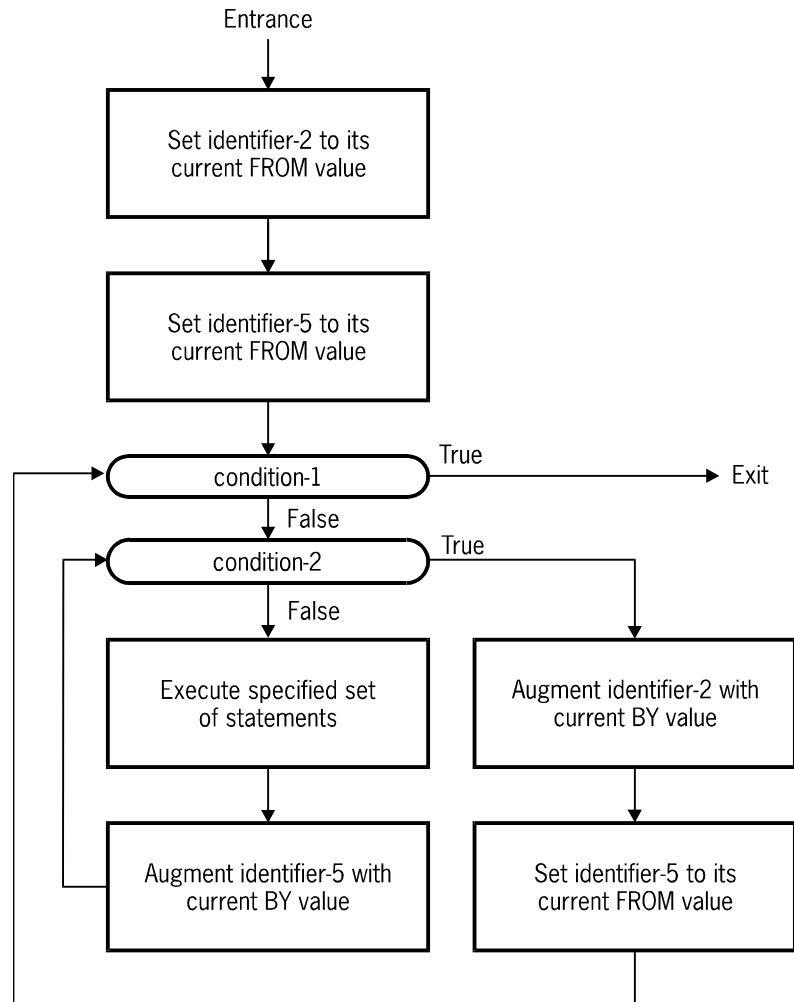 Entrance
Set identifier-2 to its
current FROM value
Set identifier-5 to its
current FROM value
condition-1
True
Exit
False
condition-2
True
False
Execute specified set
of statements
Augment identifier-2 with
current BY value
Augment identifier-5 with
current BY value
Set identifier-5 to its
current FROM value